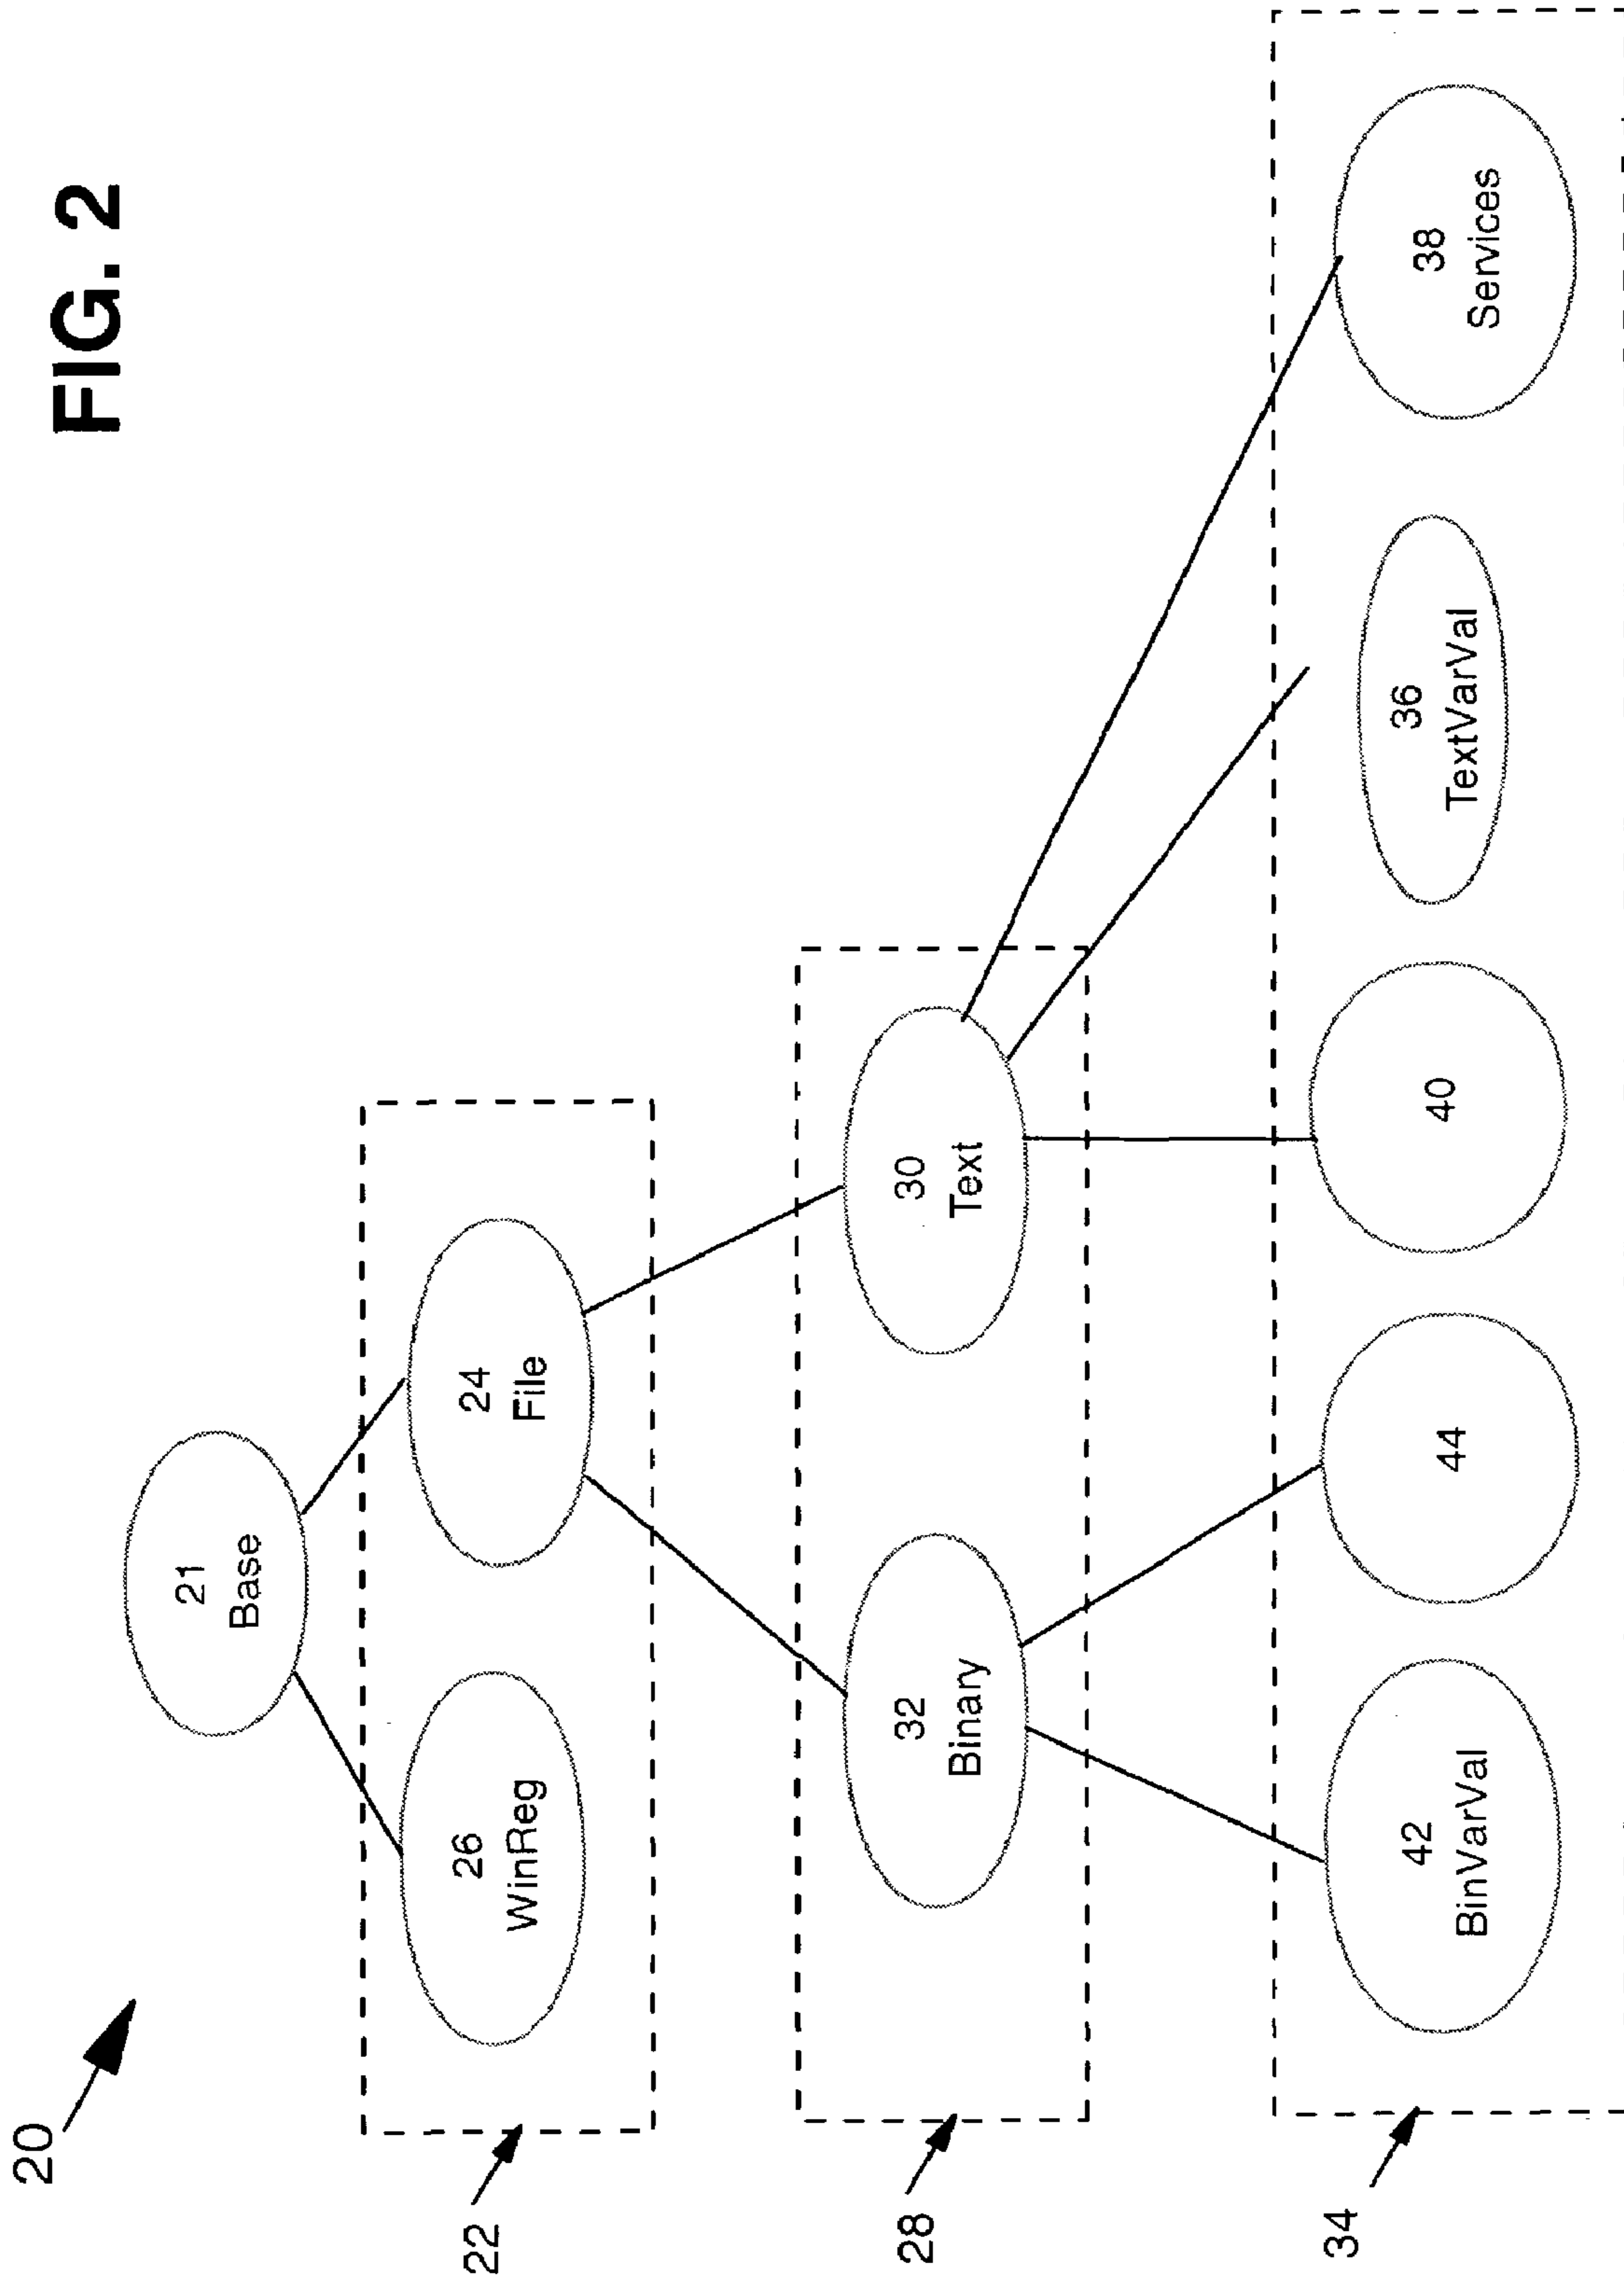 FIG. 2
20
21
Base
22
26
WinReg
24
File
28
32
Binary
30
Text
34
42
BinVarVal
44
40
36
TextVarVal
38
Services